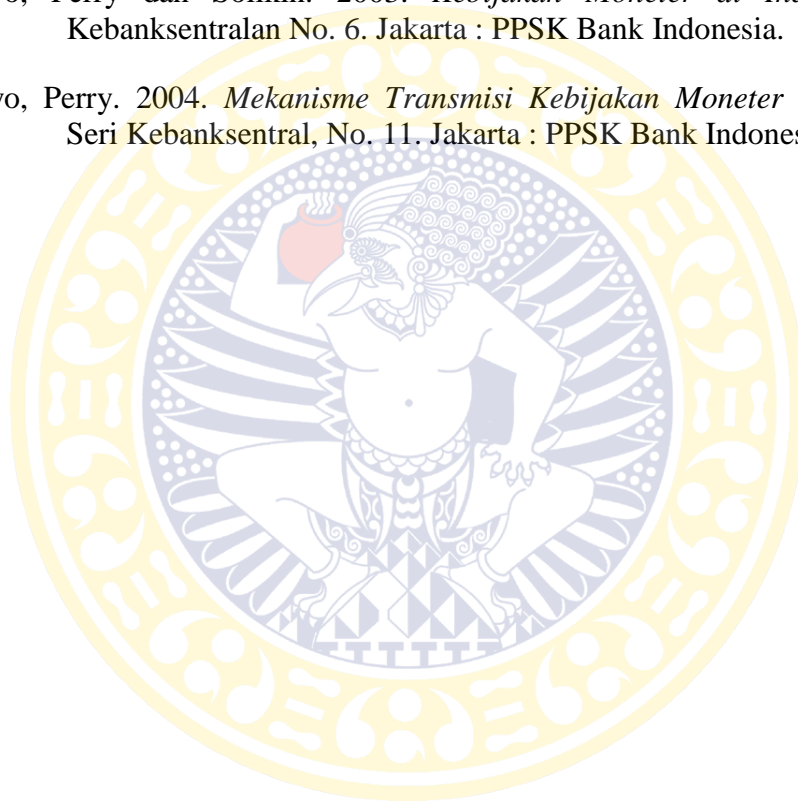 o, Perry dan Solikin. 2003. Kebijakan Moneter di
Kebanksentralan No. 6. Jakarta : PPSK Bank Indonesia.
yo, Perry. 2004. Mekanisme Transmisi Kebijakan Moneter
Seri Kebanksentral, No. 11. Jakarta : PPSK Bank Indones